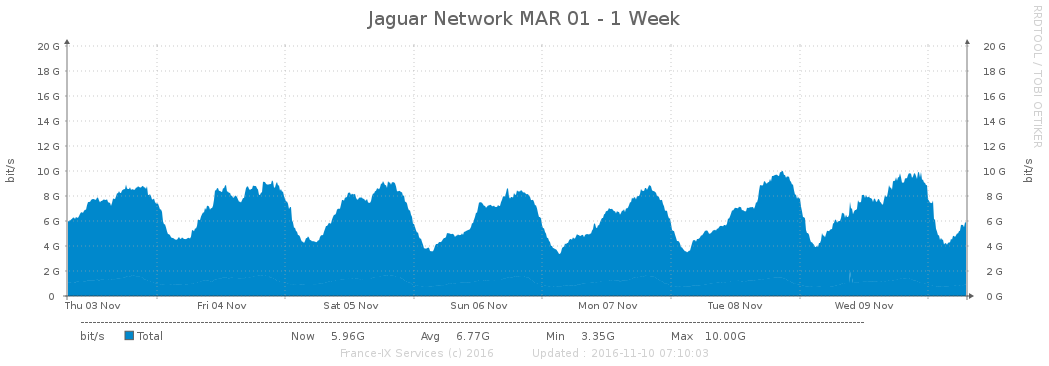 Jaguar Network MAR 01 - 1 Week
RRDTOOL / TOBI OETIKER
bit/s
bit/s
20 G 20 G
18 G 18 G
16 G 16 G
14 G 14 G
12 G 12 G
10 G 10 G
8 G 8 G
6 G 6 G
4 G 4 G
2 G 2 G
0 0 G
Thu 03 Nov Fri 04 Nov Sat 05 Nov Sun 06 Nov Mon 07 Nov Tue 08 Nov Wed 09 Nov
bit/s Total Now 5.96G Avg 6.77G Min 3.35G Max 10.00G
France-IX Services (c) 2016 Updated : 2016-11-10 07:10:03